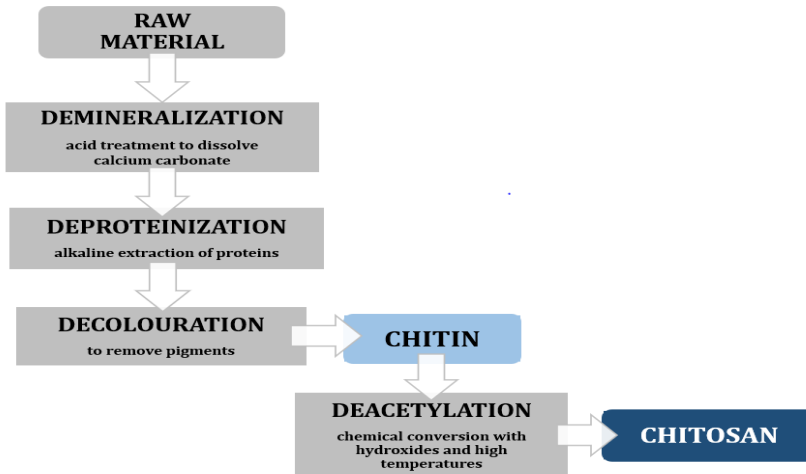 RAW
MATERIAL
DEMINERALIZATION
acid treatment to dissolve
calcium carbonate
DEPROTEINIZATION
alkaline extraction of proteins
DECOLOURATION
to remove pigments
CHITIN
DEACETYLATION
chemical conversion with
hydroxides and high
temperatures
CHITOSAN